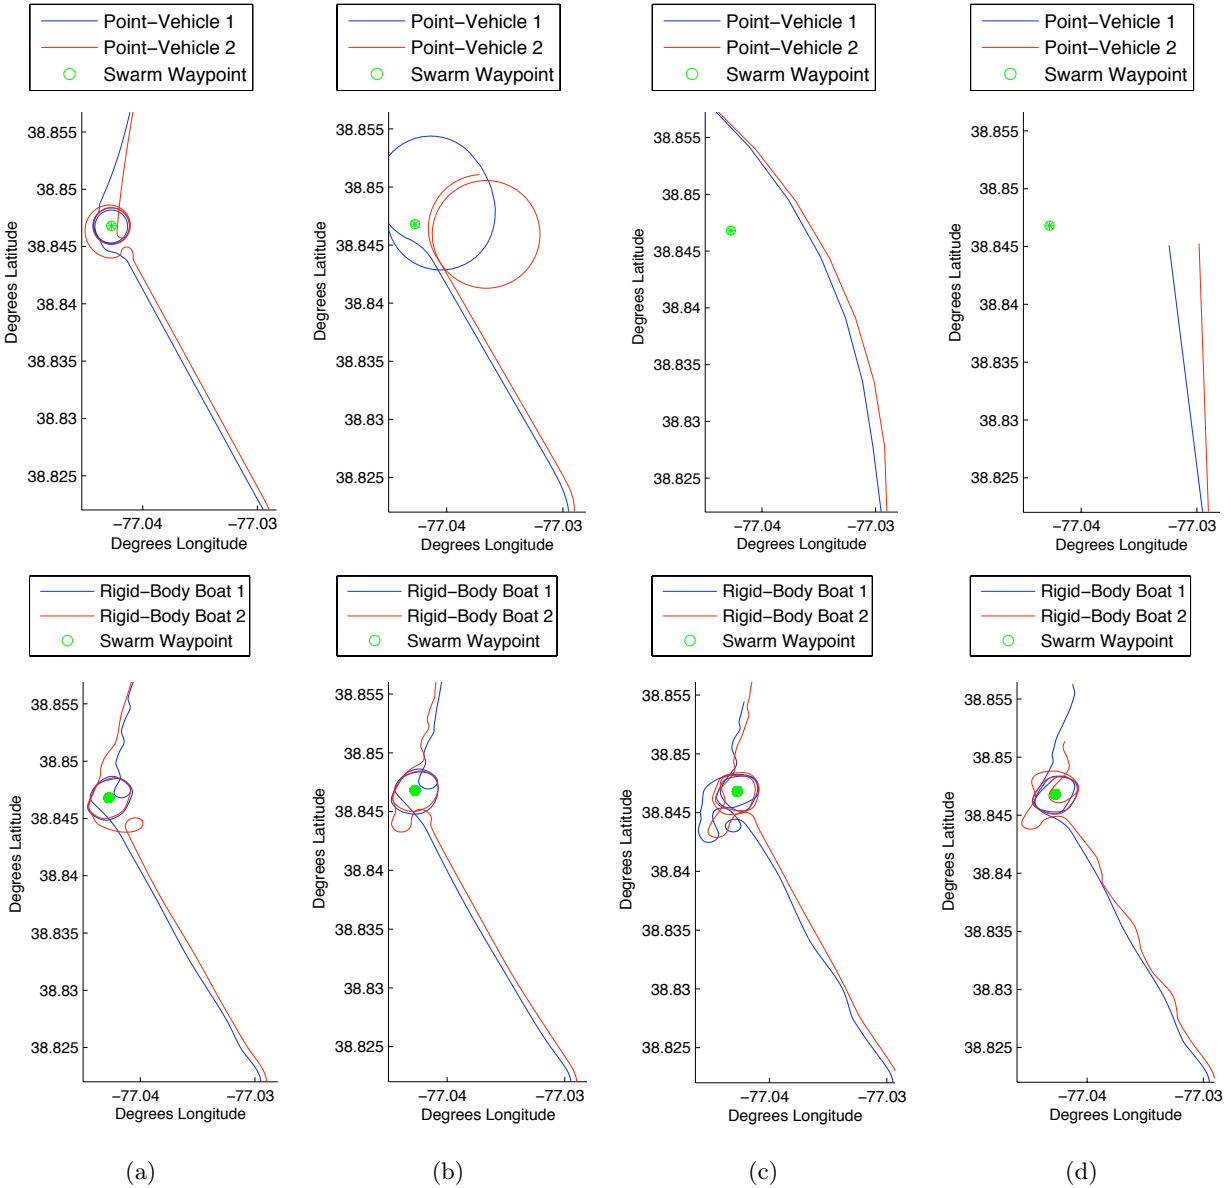 Point−Vehicle 1
Point−Vehicle 2
Swarm Waypoint
Point−Vehicle 1
Point−Vehicle 2
Swarm Waypoint
Point−Vehicle 1
Point−Vehicle 2
Swarm Waypoint
Point−Vehicle 1
Point−Vehicle 2
Swarm Waypoint
38.855
38.85
38.845
38.84
38.835
38.83
38.825
Degrees Latitude
−77.04
−77.03
Degrees Longitude
38.855
38.85
38.845
38.84
38.835
38.83
38.825
Degrees Latitude
−77.04
−77.03
Degrees Longitude
38.855
38.85
38.845
38.84
38.835
38.83
38.825
Degrees Latitude
−77.04
−77.03
Degrees Longitude
38.855
38.85
38.845
38.84
38.835
38.83
38.825
Degrees Latitude
−77.04
−77.03
Degrees Longitude
Rigid−Body Boat 1
Rigid−Body Boat 2
Swarm Waypoint
Rigid−Body Boat 1
Rigid−Body Boat 2
Swarm Waypoint
Rigid−Body Boat 1
Rigid−Body Boat 2
Swarm Waypoint
Rigid−Body Boat 1
Rigid−Body Boat 2
Swarm Waypoint
38.855
38.85
38.845
38.84
38.835
38.83
38.825
Degrees Latitude
−77.04
−77.03
Degrees Longitude
38.855
38.85
38.845
38.84
38.835
38.83
38.825
Degrees Latitude
−77.04
−77.03
Degrees Longitude
38.855
38.85
38.845
38.84
38.835
38.83
38.825
Degrees Latitude
−77.04
−77.03
Degrees Longitude
38.855
38.85
38.845
38.84
38.835
38.83
38.825
Degrees Latitude
−77.04
−77.03
Degrees Longitude
(a)
(b)
(c)
(d)